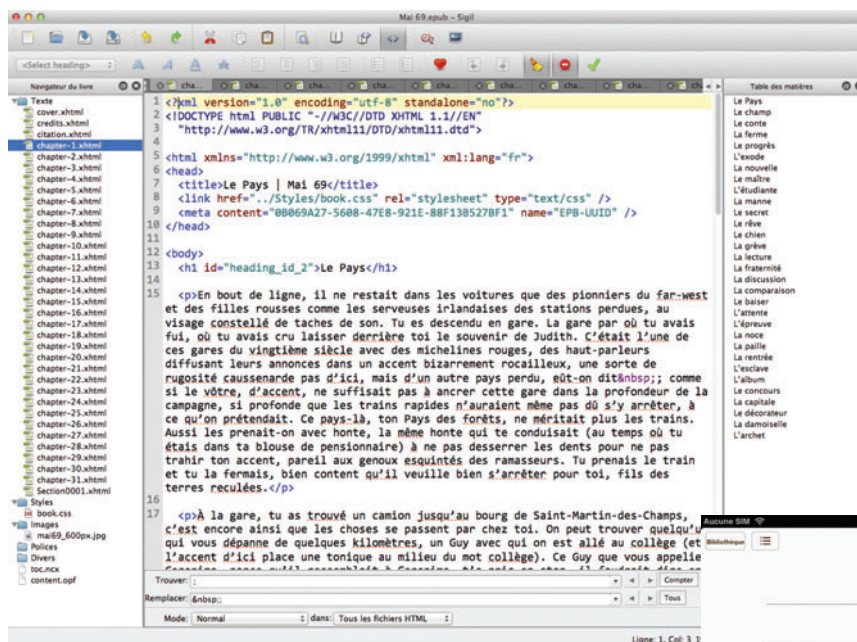 Mai 69.epub - Sigil
<Select heading>
Navigateur du livre
Texte
cover.xhtml
credits.xhtml
citation.xhtml
chapter-1.xhtml
chapter-2.xhtml
chapter-3.xhtml
chapter-4.xhtml
chapter-5.xhtml
chapter-6.xhtml
chapter-7.xhtml
chapter-8.xhtml
chapter-9.xhtml
chapter-10.xhtml
chapter-11.xhtml
chapter-12.xhtml
chapter-13.xhtml
chapter-14.xhtml
chapter-15.xhtml
chapter-16.xhtml
chapter-17.xhtml
chapter-18.xhtml
chapter-19.xhtml
chapter-20.xhtml
chapter-21.xhtml
chapter-22.xhtml
chapter-23.xhtml
chapter-24.xhtml
chapter-25.xhtml
chapter-26.xhtml
chapter-27.xhtml
chapter-28.xhtml
chapter-29.xhtml
chapter-30.xhtml
chapter-31.xhtml
Section0001.xhtml
Styles
book.css
Images
mai69_600px.jpg
Polices
Divers
toc.ncx
content.opf
cha... cha... cha... cha... cha... cha... cha... cha...
1 <?xml version="1.0" encoding="utf-8" standalone="no"?>
2 <!DOCTYPE html PUBLIC "-//W3C//DTD XHTML 1.1//EN"
3 "http://www.w3.org/TR/xhtml11/DTD/xhtml11.dtd">
4
5 <html xmlns="http://www.w3.org/1999/xhtml" xml:lang="fr">
6 <head>
7 <title>Le Pays | Mai 69</title>
8 <link href="../Styles/book.css" rel="stylesheet" type="text/css" />
9 <meta content="0B069A27-5608-47E8-921E-88F13B527BF1" name="EPB-UUID" />
10 </head>
11
12 <body>
13 <h1 id="heading_id_2">Le Pays</h1>
14
15 <p>En bout de ligne, il ne restait dans les voitures que des pionniers du far-west
et des filles rousses comme les serveuses irlandaises des stations perdues, au
visage constellé de taches de son. Tu es descendu en gare. La gare par où tu avais
fui, où tu avais cru laisser derrière toi le souvenir de Judith. C'était l'une de
ces gares du vingtième siècle avec des michelines rouges, des haut-parleurs
diffusant leurs annonces dans un accent bizarrement rocailleux, une sorte de
rugosité caussenarde pas d'ici, mais d'un autre pays perdu, eût-on dit&nbsp;; comme
si le vôtre, d'accent, ne suffisait pas à ancrer cette gare dans la profondeur de la
campagne, si profonde que les trains rapides n'auraient même pas dû s'y arrêter, à
ce qu'on prétendait. Ce pays-là, ton Pays des forêts, ne méritait plus les trains.
Aussi les prenait-on avec honte, la même honte qui te conduisait (au temps où tu
étais dans ta blouse de pensionnaire) à ne pas desserrer les dents pour ne pas
trahir ton accent, pareil aux genoux esquintés des ramasseurs. Tu prenais le train
et tu la fermais, bien content qu'il veuille bien s'arrêter pour toi, fils des
terres reculées.</p>
16
17 <p>À la gare, tu as trouvé un camion jusqu'au bourg de Saint-Martin-des-Champs,
c'est encore ainsi que les choses se passent par chez toi. On peut trouver quelqu'u
qui vous dépanne de quelques kilomètres, un Guy avec qui on est allé au collège (et
l'accent d'ici place une tonique au milieu du mot collège). Ce Guy que vous appelie
Trouver: ;
Compter
Remplacer: &nbsp;;
Tous
Mode: Normal dans: Tous les fichiers HTML
Ligne: 1, Col: 3
Table des matières
Le Pays
Le champ
Le conte
La ferme
Le progrès
L'exode
La nouvelle
Le maître
L'étudiante
La manne
Le secret
Le rêve
Le chien
La grève
La lecture
La fraternité
La discussion
La comparaison
Le baiser
L'attente
L'épreuve
La noce
La paille
La rentrée
L'esclave
L'album
Le concours
La capitale
Le décorateur
La damoiselle
L'archet
Aucune SIM
Bibliothèque